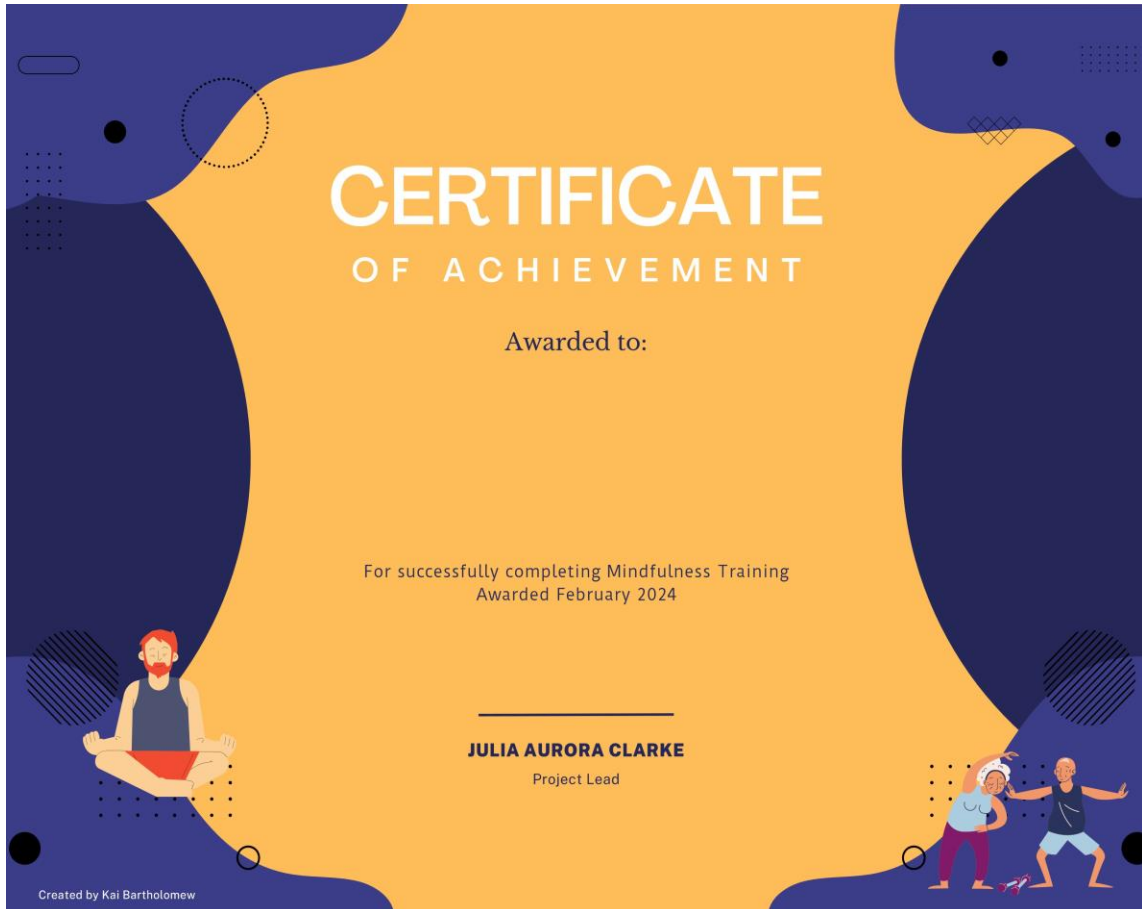 CERTIFICATE
OF ACHIEVEMENT
Awarded to:
For successfully completing Mindfulness Training
Awarded February 2024
JULIA AURORA CLARKE
Project Lead
Created by Kai Bartholomew